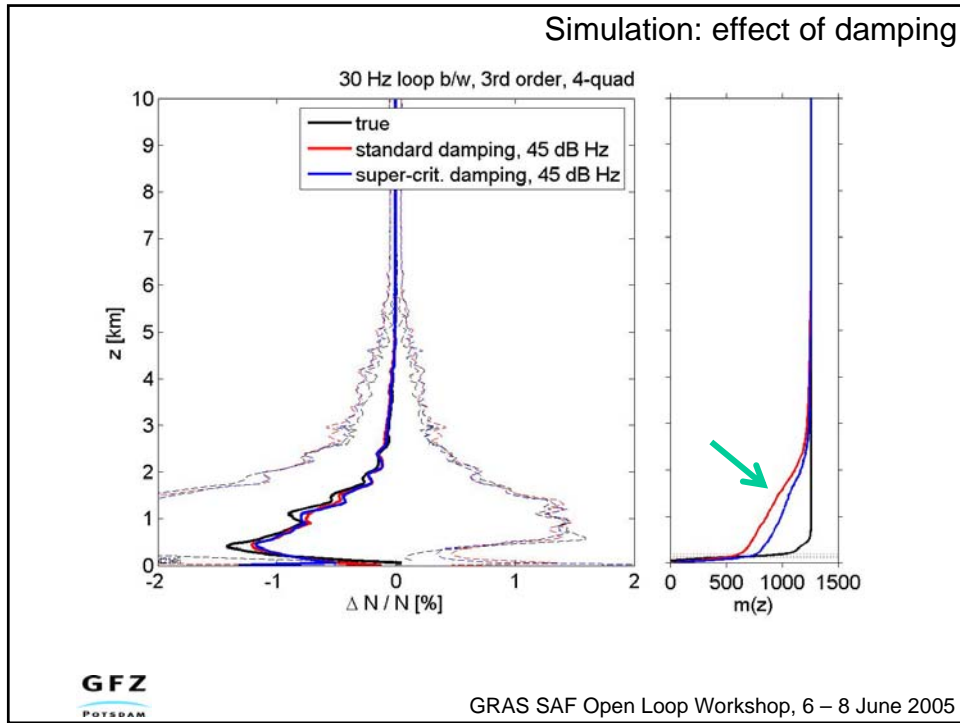 Simulation: effect of damping
30 Hz loop b/w, 3rd order, 4-quad
true
standard damping, 45 dB Hz
super-crit. damping, 45 dB Hz
10
9
8
7
6
5
4
3
2
1
0
z [km]
-2
-1
0
1
2
Δ N / N [%]
0
500
1000
1500
m(z)
GFZ
POTSDAM
GRAS SAF Open Loop Workshop, 6 – 8 June 2005